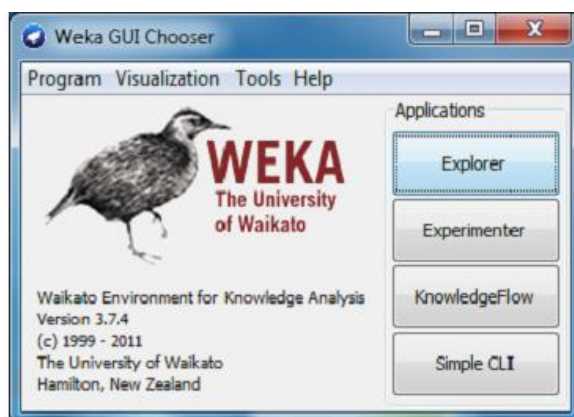 Weka GUI Chooser
Program Visualization Tools Help
WEKA
The University
of Waikato
Waikato Environment for Knowledge Analysis
Version 3.7.4
(c) 1999 - 2011
The University of Waikato
Hamilton, New Zealand
Applications
Explorer
Experimenter
KnowledgeFlow
Simple CLI